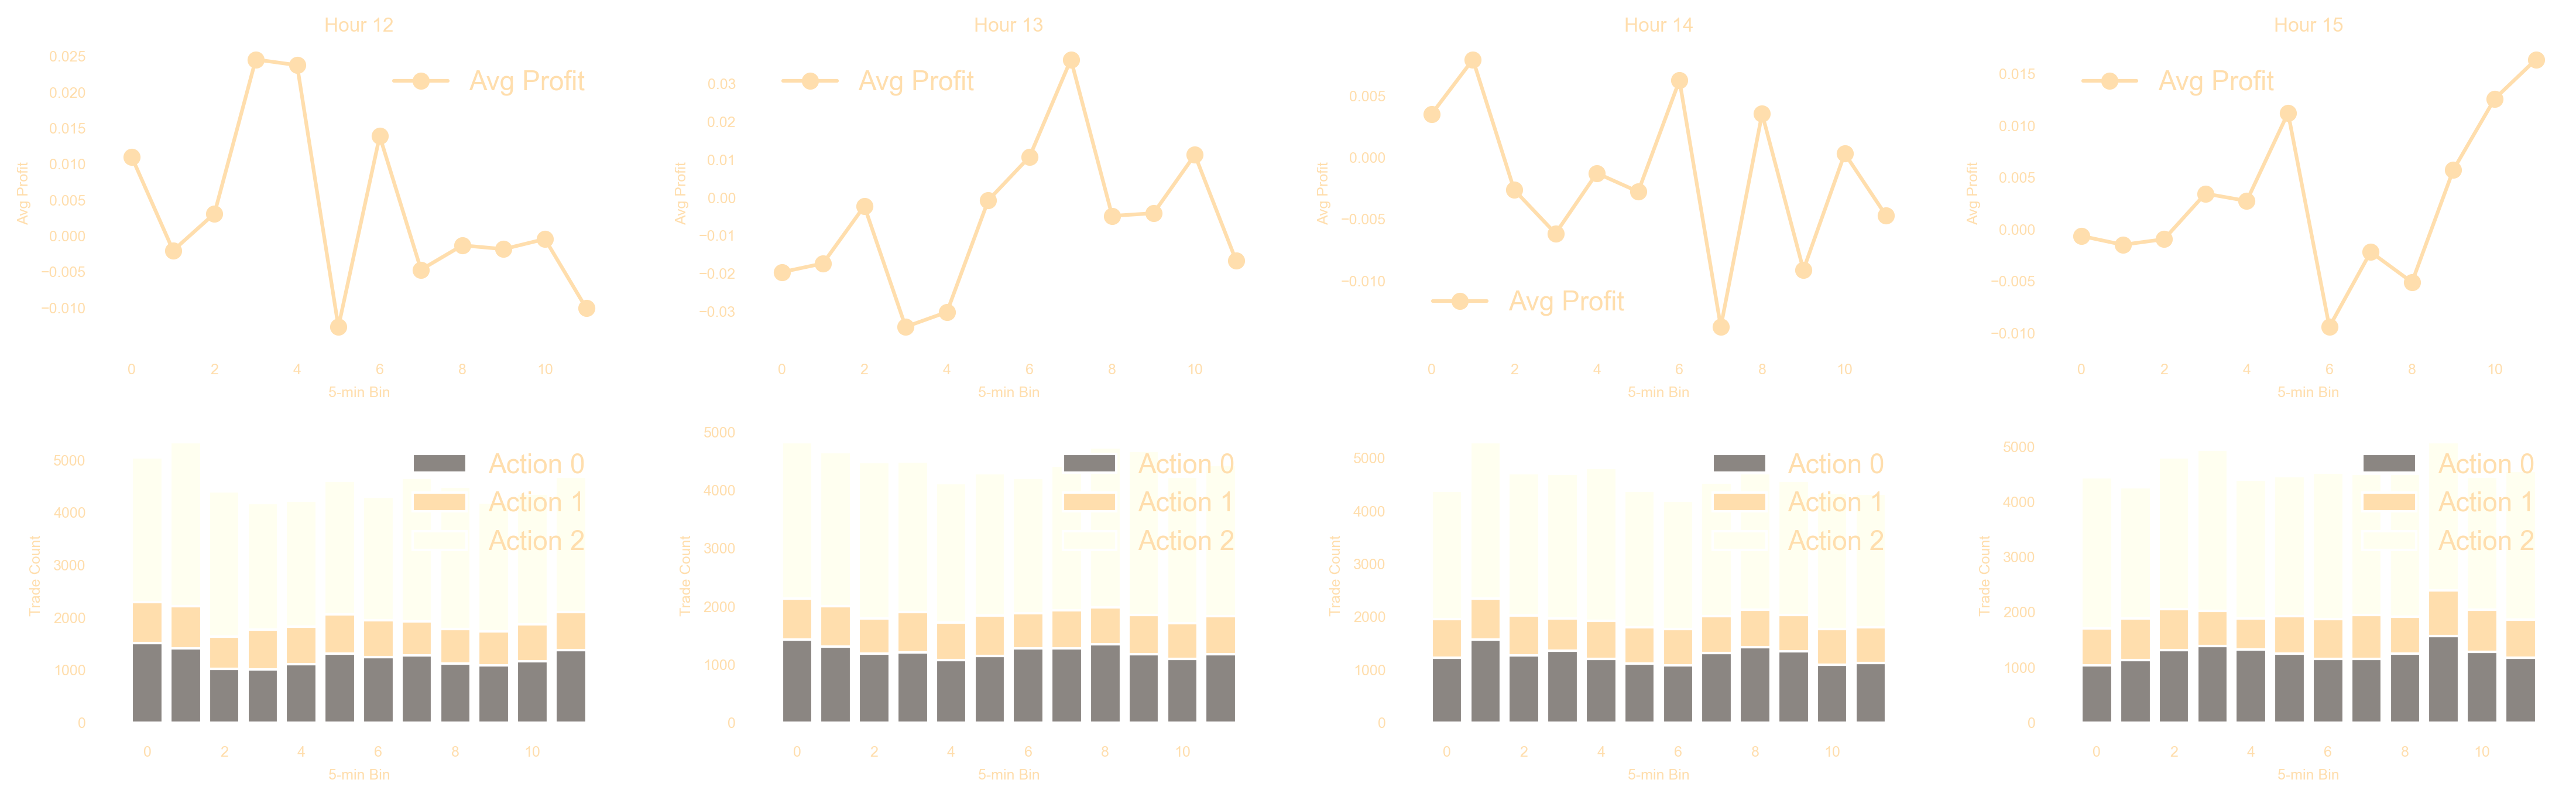 Hour 12
0.025
0.020
0.015
0.010
0.005
0.000
−0.005
−0.010
Avg Profit
Avg Profit
0 2 4 6 8 10
5-min Bin
Hour 13
0.03
0.02
0.01
0.00
−0.01
−0.02
−0.03
Avg Profit
Avg Profit
0 2 4 6 8 10
5-min Bin
Hour 14
0.005
0.000
−0.005
−0.010
Avg Profit
Avg Profit
0 2 4 6 8 10
5-min Bin
Hour 15
0.015
0.010
0.005
0.000
−0.005
−0.010
Avg Profit
Avg Profit
0 2 4 6 8 10
5-min Bin
5000
4000
3000
2000
1000
0
Trade Count
Action 0
Action 1
Action 2
0 2 4 6 8 10
5-min Bin
5000
4000
3000
2000
1000
0
Trade Count
Action 0
Action 1
Action 2
0 2 4 6 8 10
5-min Bin
5000
4000
3000
2000
1000
0
Trade Count
Action 0
Action 1
Action 2
0 2 4 6 8 10
5-min Bin
5000
4000
3000
2000
1000
0
Trade Count
Action 0
Action 1
Action 2
0 2 4 6 8 10
5-min Bin